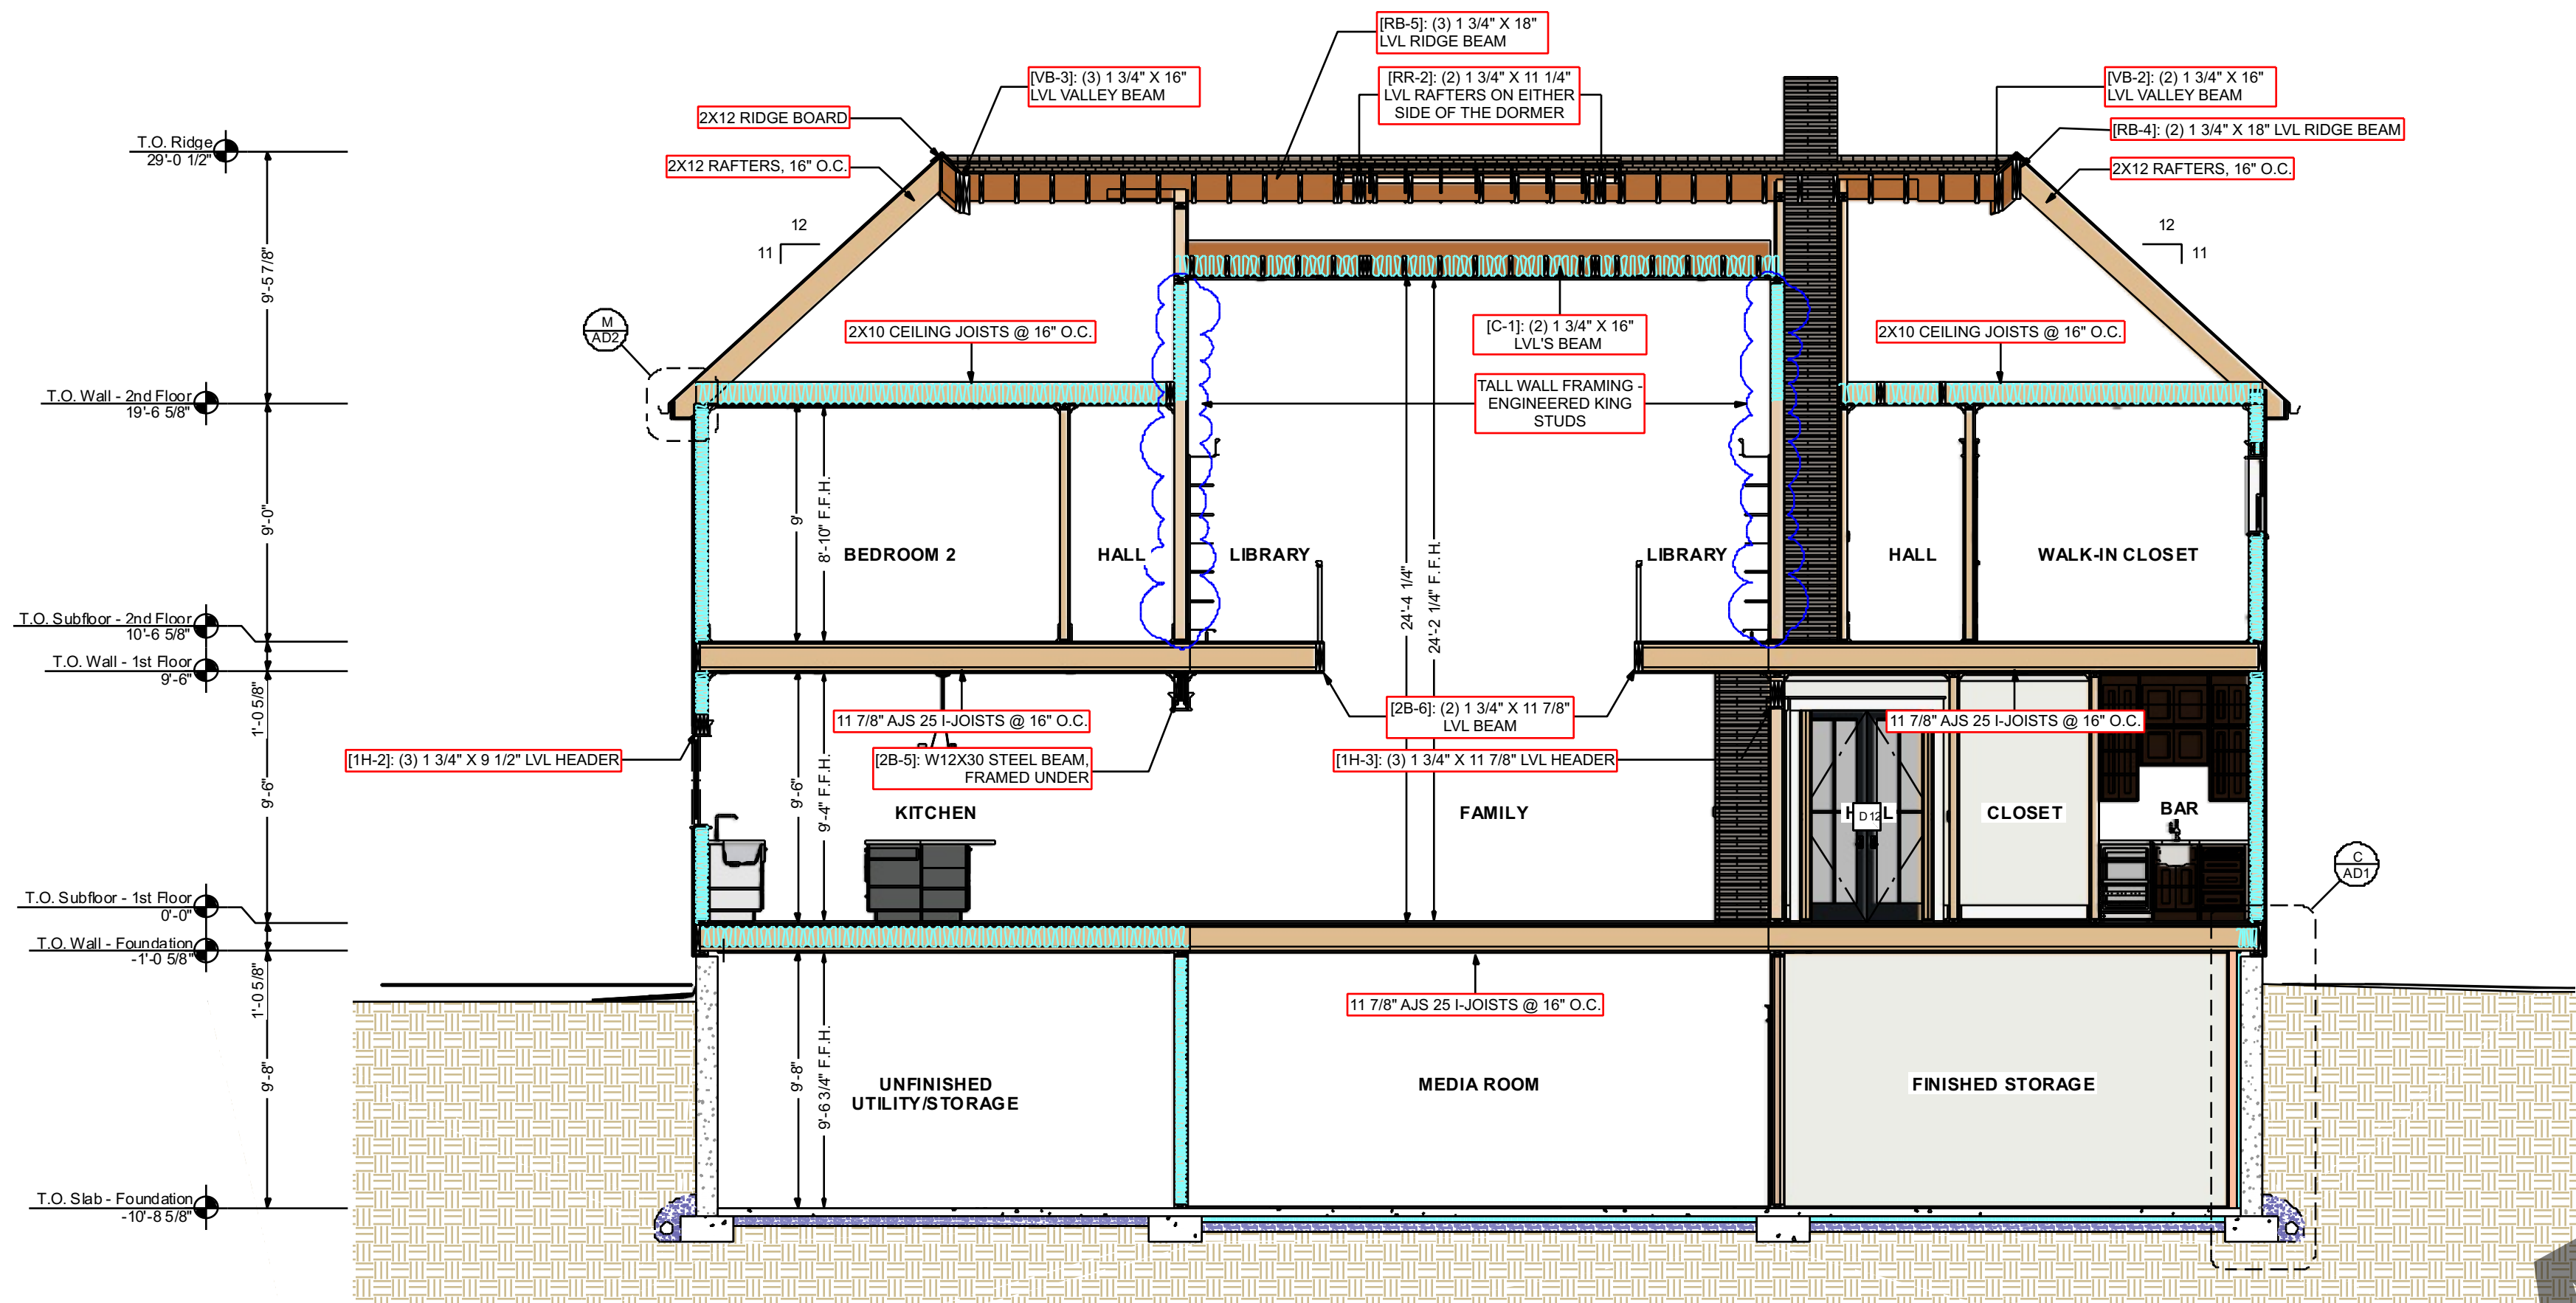 [RB-5]: (3) 1 3/4" X 18"
LVL RIDGE BEAM
[VB-3]: (3) 1 3/4" X 16"
LVL VALLEY BEAM
[RR-2]: (2) 1 3/4" X 11 1/4"
LVL RAFTERS ON EITHER
SIDE OF THE DORMER
[VB-2]: (2) 1 3/4" X 16"
LVL VALLEY BEAM
2X12 RIDGE BOARD
[RB-4]: (2) 1 3/4" X 18" LVL RIDGE BEAM
T.O. Ridge
29'-0 1/2"
2X12 RAFTERS, 16" O.C.
2X12 RAFTERS, 16" O.C.
12
11
12
11
9'-5 7/8"
M
AD2
2X10 CEILING JOISTS @ 16" O.C.
[C-1]: (2) 1 3/4" X 16"
LVL'S BEAM
2X10 CEILING JOISTS @ 16" O.C.
TALL WALL FRAMING -
ENGINEERED KING
STUDS
T.O. Wall - 2nd Floor
19'-6 5/8"
9'-0"
9'
8'-10" F.F.H.
BEDROOM 2
HALL
LIBRARY
24'-4 1/4"
24'-2 1/4" F.F.H.
LIBRARY
HALL
WALK-IN CLOSET
T.O. Subfloor - 2nd Floor
10'-6 5/8"
T.O. Wall - 1st Floor
9'-6"
1'-0 5/8"
11 7/8" AJS 25 I-JOISTS @ 16" O.C.
[2B-6]: (2) 1 3/4" X 11 7/8"
LVL BEAM
11 7/8" AJS 25 I-JOISTS @ 16" O.C.
[1H-2]: (3) 1 3/4" X 9 1/2" LVL HEADER
[2B-5]: W12X30 STEEL BEAM,
FRAMED UNDER
[1H-3]: (3) 1 3/4" X 11 7/8" LVL HEADER
9'-6"
9'-6"
9'-4" F.F.H.
KITCHEN
FAMILY
D12
CLOSET
BAR
C
AD1
T.O. Subfloor - 1st Floor
0'-0"
T.O. Wall - Foundation
-1'-0 5/8"
1'-0 5/8"
11 7/8" AJS 25 I-JOISTS @ 16" O.C.
9'-8"
9'-8"
9'-6 3/4" F.F.H.
UNFINISHED
UTILITY/STORAGE
MEDIA ROOM
FINISHED STORAGE
T.O. Slab - Foundation
-10'-8 5/8"